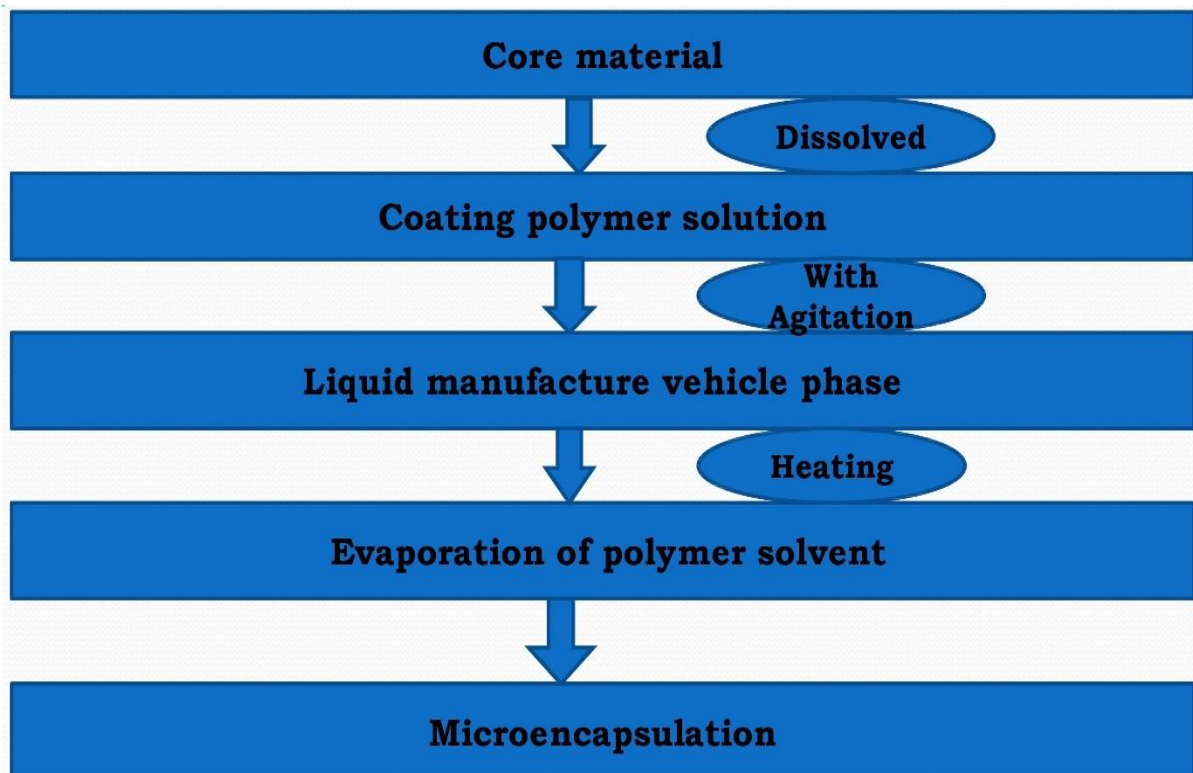 Core material
Dissolved
Coating polymer solution
With
Agitation
Liquid manufacture vehicle phase
Heating
Evaporation of polymer solvent
Microencapsulation